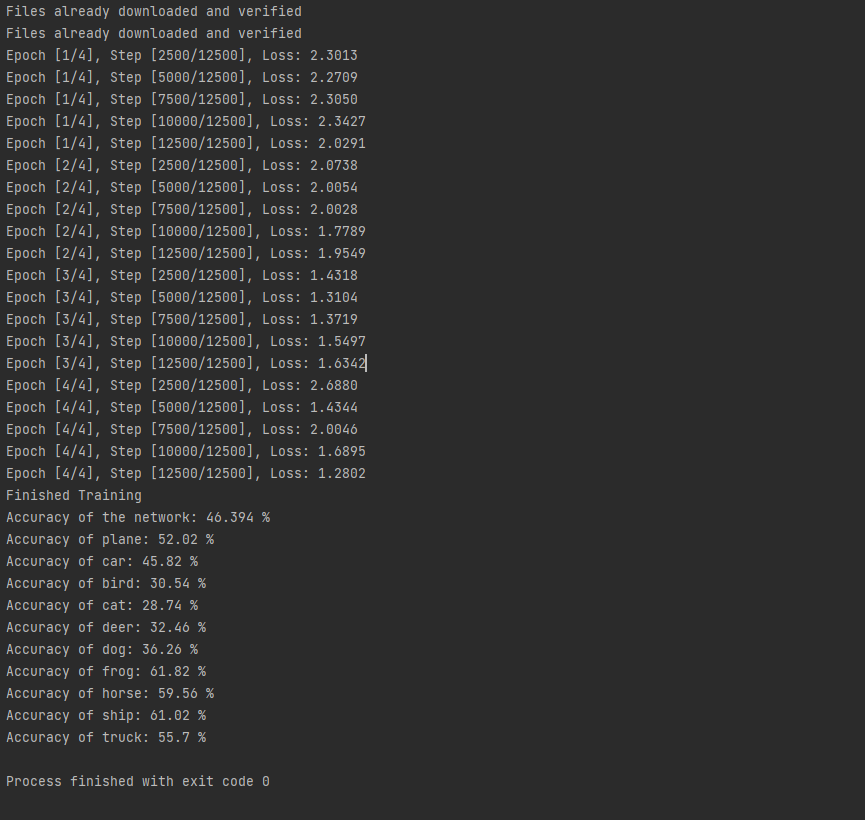 Files already downloaded and verified
Files already downloaded and verified
Epoch [1/4], Step [2500/12500], Loss: 2.3013
Epoch [1/4], Step [5000/12500], Loss: 2.2709
Epoch [1/4], Step [7500/12500], Loss: 2.3050
Epoch [1/4], Step [10000/12500], Loss: 2.3427
Epoch [1/4], Step [12500/12500], Loss: 2.0291
Epoch [2/4], Step [2500/12500], Loss: 2.0738
Epoch [2/4], Step [5000/12500], Loss: 2.0054
Epoch [2/4], Step [7500/12500], Loss: 2.0028
Epoch [2/4], Step [10000/12500], Loss: 1.7789
Epoch [2/4], Step [12500/12500], Loss: 1.9549
Epoch [3/4], Step [2500/12500], Loss: 1.4318
Epoch [3/4], Step [5000/12500], Loss: 1.3104
Epoch [3/4], Step [7500/12500], Loss: 1.3719
Epoch [3/4], Step [10000/12500], Loss: 1.5497
Epoch [3/4], Step [12500/12500], Loss: 1.6342
Epoch [4/4], Step [2500/12500], Loss: 2.6880
Epoch [4/4], Step [5000/12500], Loss: 1.4344
Epoch [4/4], Step [7500/12500], Loss: 2.0046
Epoch [4/4], Step [10000/12500], Loss: 1.6895
Epoch [4/4], Step [12500/12500], Loss: 1.2802
Finished Training
Accuracy of the network: 46.394 %
Accuracy of plane: 52.02 %
Accuracy of car: 45.82 %
Accuracy of bird: 30.54 %
Accuracy of cat: 28.74 %
Accuracy of deer: 32.46 %
Accuracy of dog: 36.26 %
Accuracy of frog: 61.82 %
Accuracy of horse: 59.56 %
Accuracy of ship: 61.02 %
Accuracy of truck: 55.7 %
Process finished with exit code 0